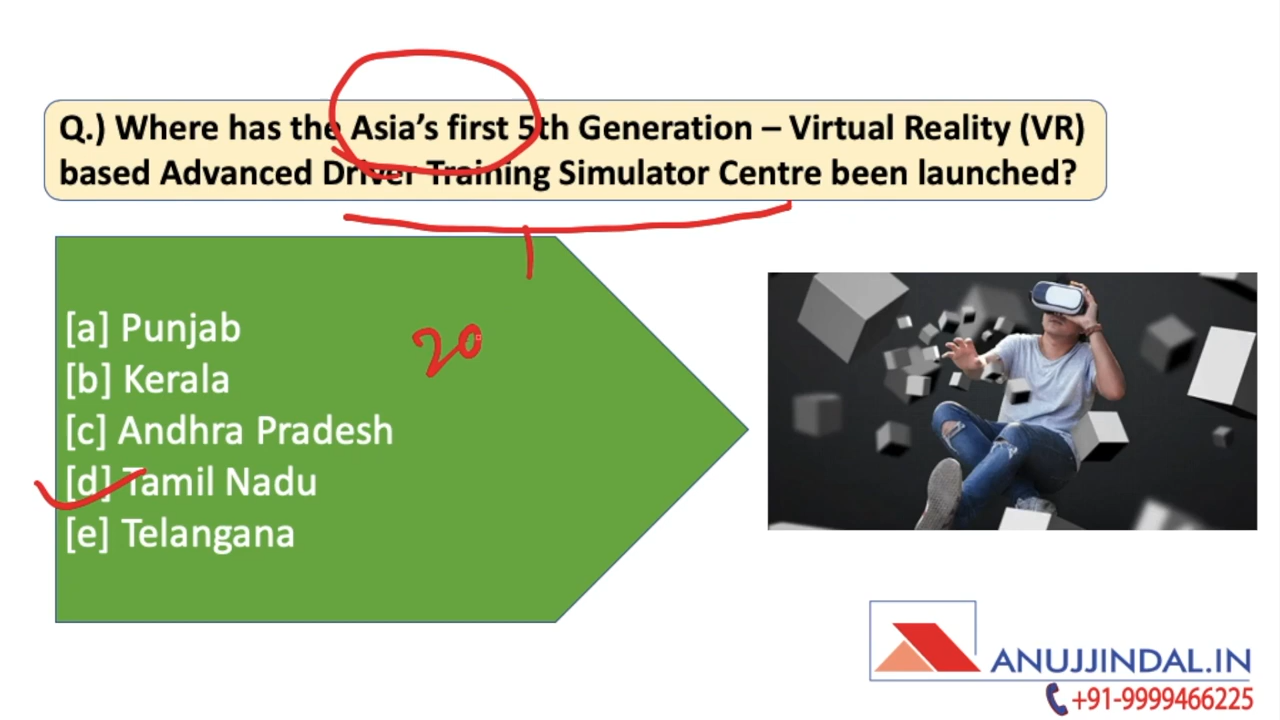 Q.) Where has the Asia's first 5th Generation – Virtual Reality (VR)
based Advanced Driver Training Simulator Centre been launched?
[a] Punjab
20
[b] Kerala
[c] Andhra Pradesh
[d] Tamil Nadu
[e] Telangana
ANUJJINDAL.IN
+91-9999466225